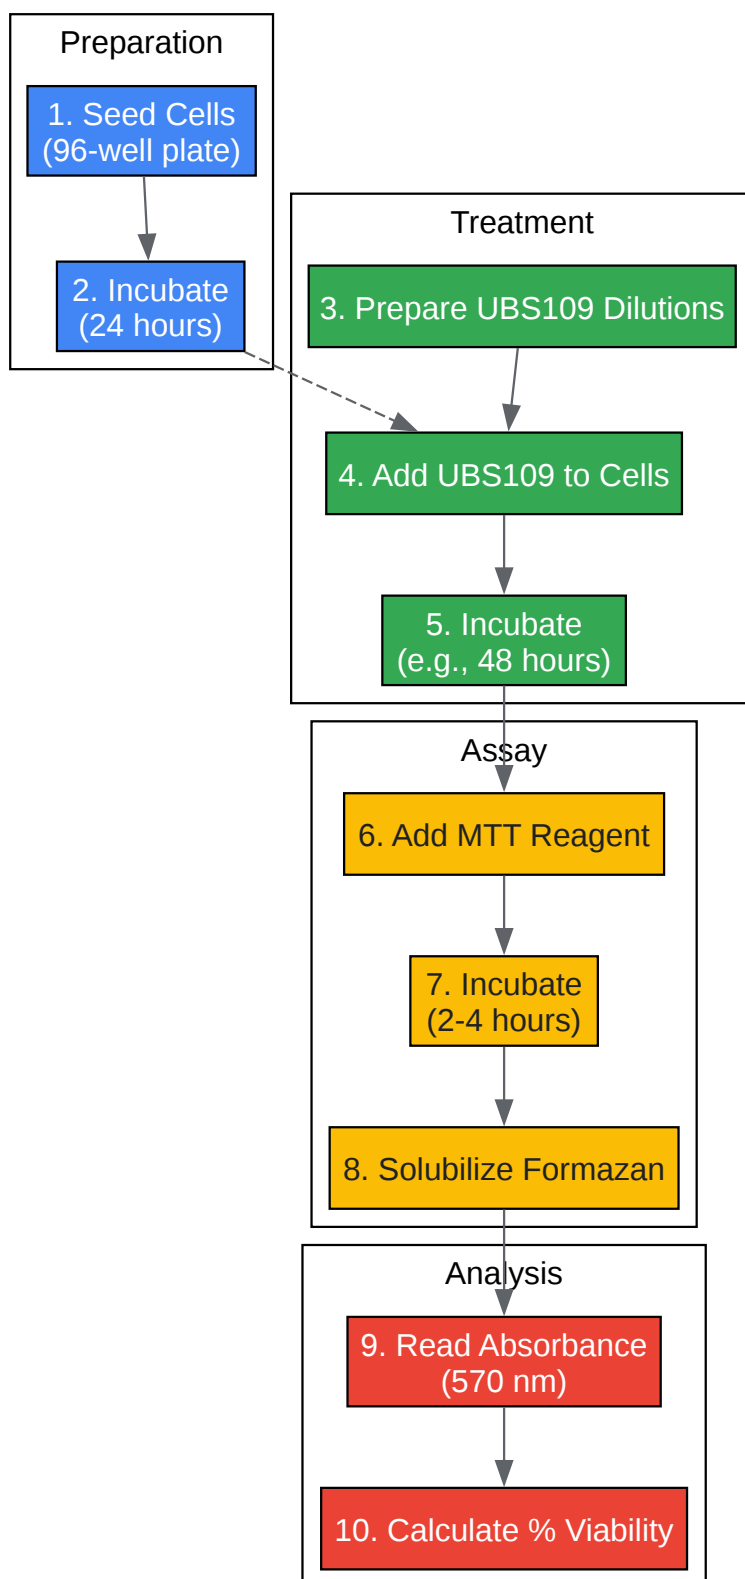 Preparation
1. Seed Cells
(96-well plate)
2. Incubate
(24 hours)
Treatment
3. Prepare UBS109 Dilutions
4. Add UBS109 to Cells
5. Incubate
(e.g., 48 hours)
Assay
6. Add MTT Reagent
7. Incubate
(2-4 hours)
8. Solubilize Formazan
Analysis
9. Read Absorbance
(570 nm)
10. Calculate % Viability